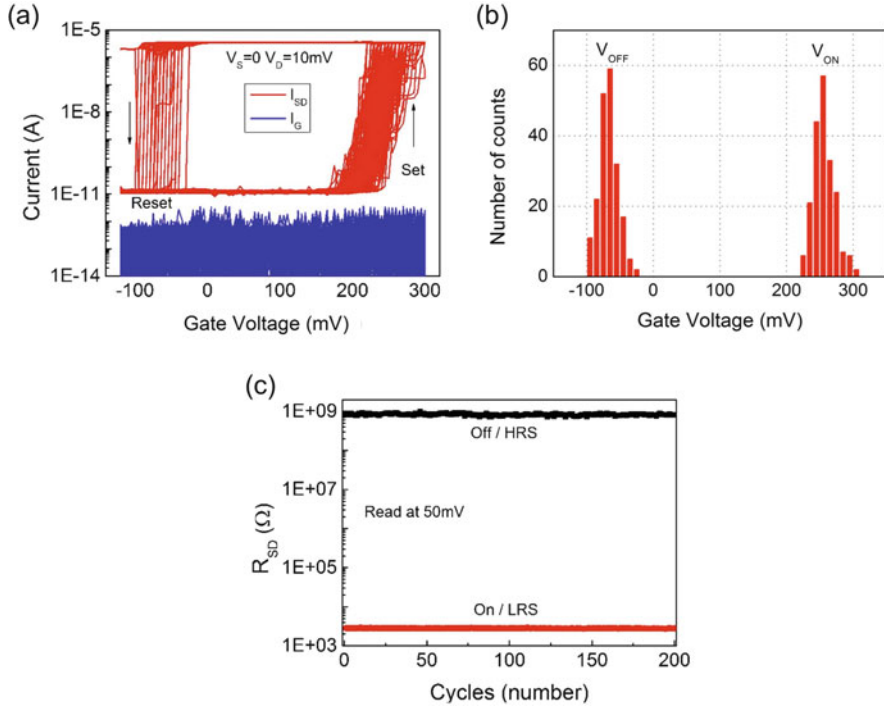 (a)
1E-5
1E-8
1E-11
1E-14
Current (A)
V_S=0 V_D=10mV
I_SD
I_G
Set
Reset
-100 0 100 200 300
Gate Voltage (mV)
(b)
60
40
20
0
Number of counts
V_OFF
V_ON
-100 0 100 200 300
Gate Voltage (mV)
(c)
1E+09
1E+07
1E+05
1E+03
R_SD (Ω)
Off / HRS
Read at 50mV
On / LRS
0 50 100 150 200
Cycles (number)